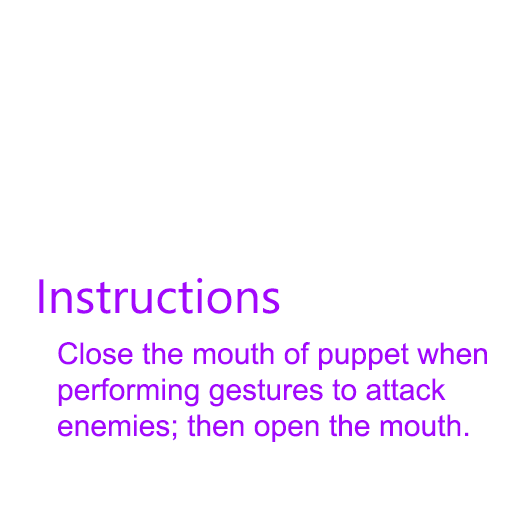 Instructions
Close the mouth of puppet when
performing gestures to attack
enemies; then open the mouth.